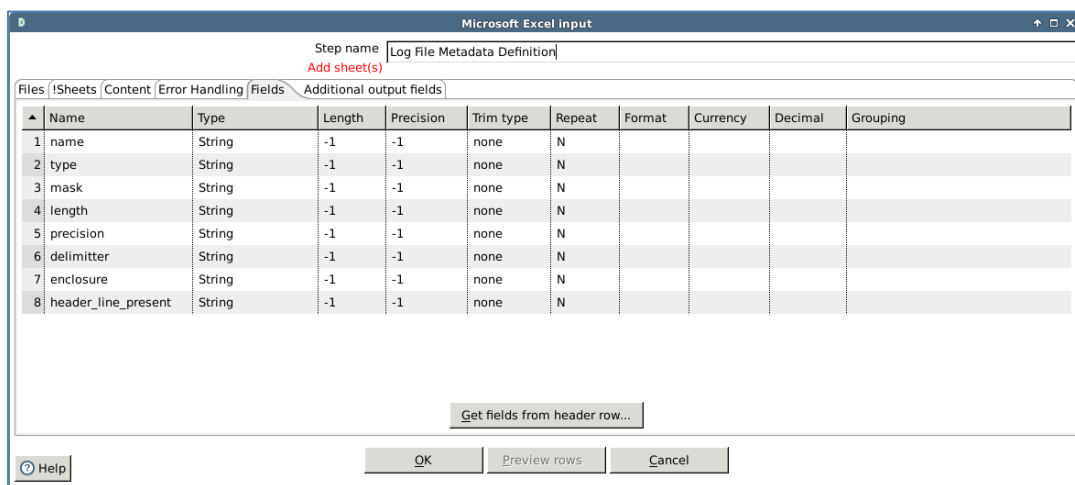 Microsoft Excel input
Step name Log File Metadata Definition
Add sheet(s)
Files !Sheets Content Error Handling Fields Additional output fields
Name Type Length Precision Trim type Repeat Format Currency Decimal Grouping
1 name String -1 -1 none N
2 type String -1 -1 none N
3 mask String -1 -1 none N
4 length String -1 -1 none N
5 precision String -1 -1 none N
6 delimitter String -1 -1 none N
7 enclosure String -1 -1 none N
8 header_line_present String -1 -1 none N
Get fields from header row...
Help OK Preview rows Cancel